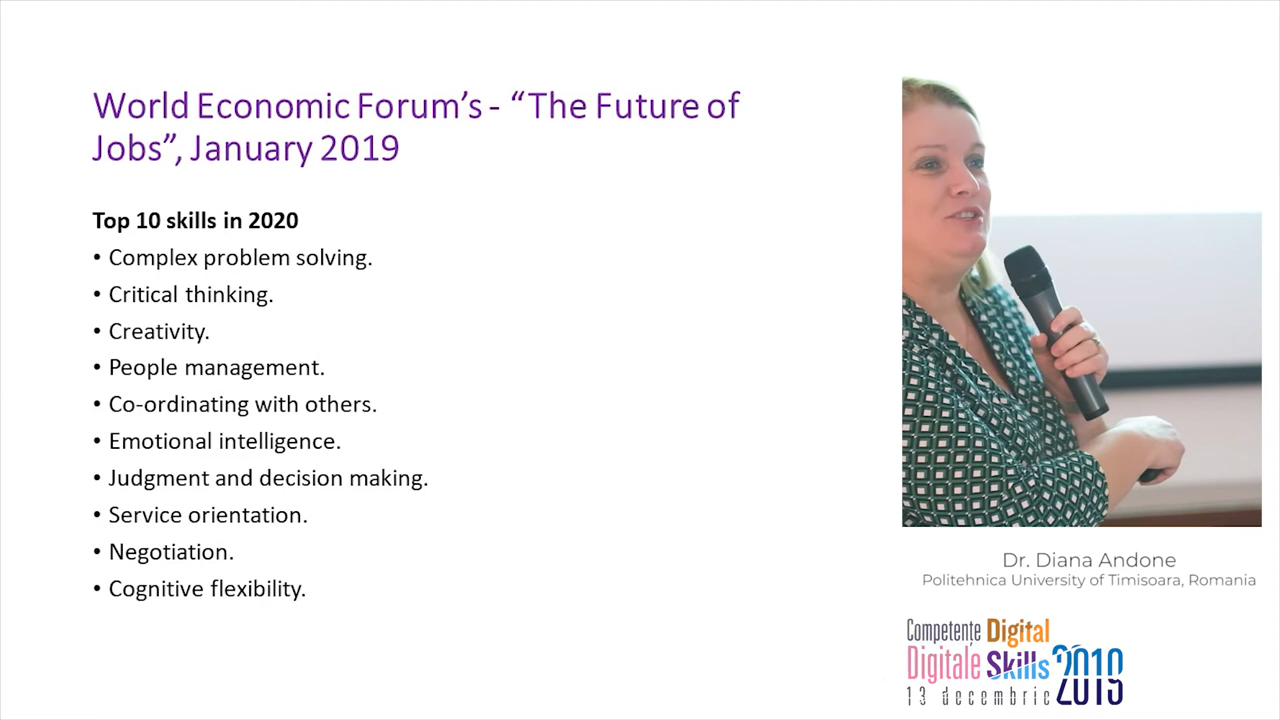 World Economic Forum's - “The Future of
Jobs”, January 2019
Top 10 skills in 2020
• Complex problem solving.
• Critical thinking.
• Creativity.
• People management.
• Co-ordinating with others.
• Emotional intelligence.
• Judgment and decision making.
• Service orientation.
• Negotiation.
• Cognitive flexibility.
Dr. Diana Andone
Politehnica University of Timisoara, Romania
Competențe Digital
Digitale Skills 2019
13 decembrie